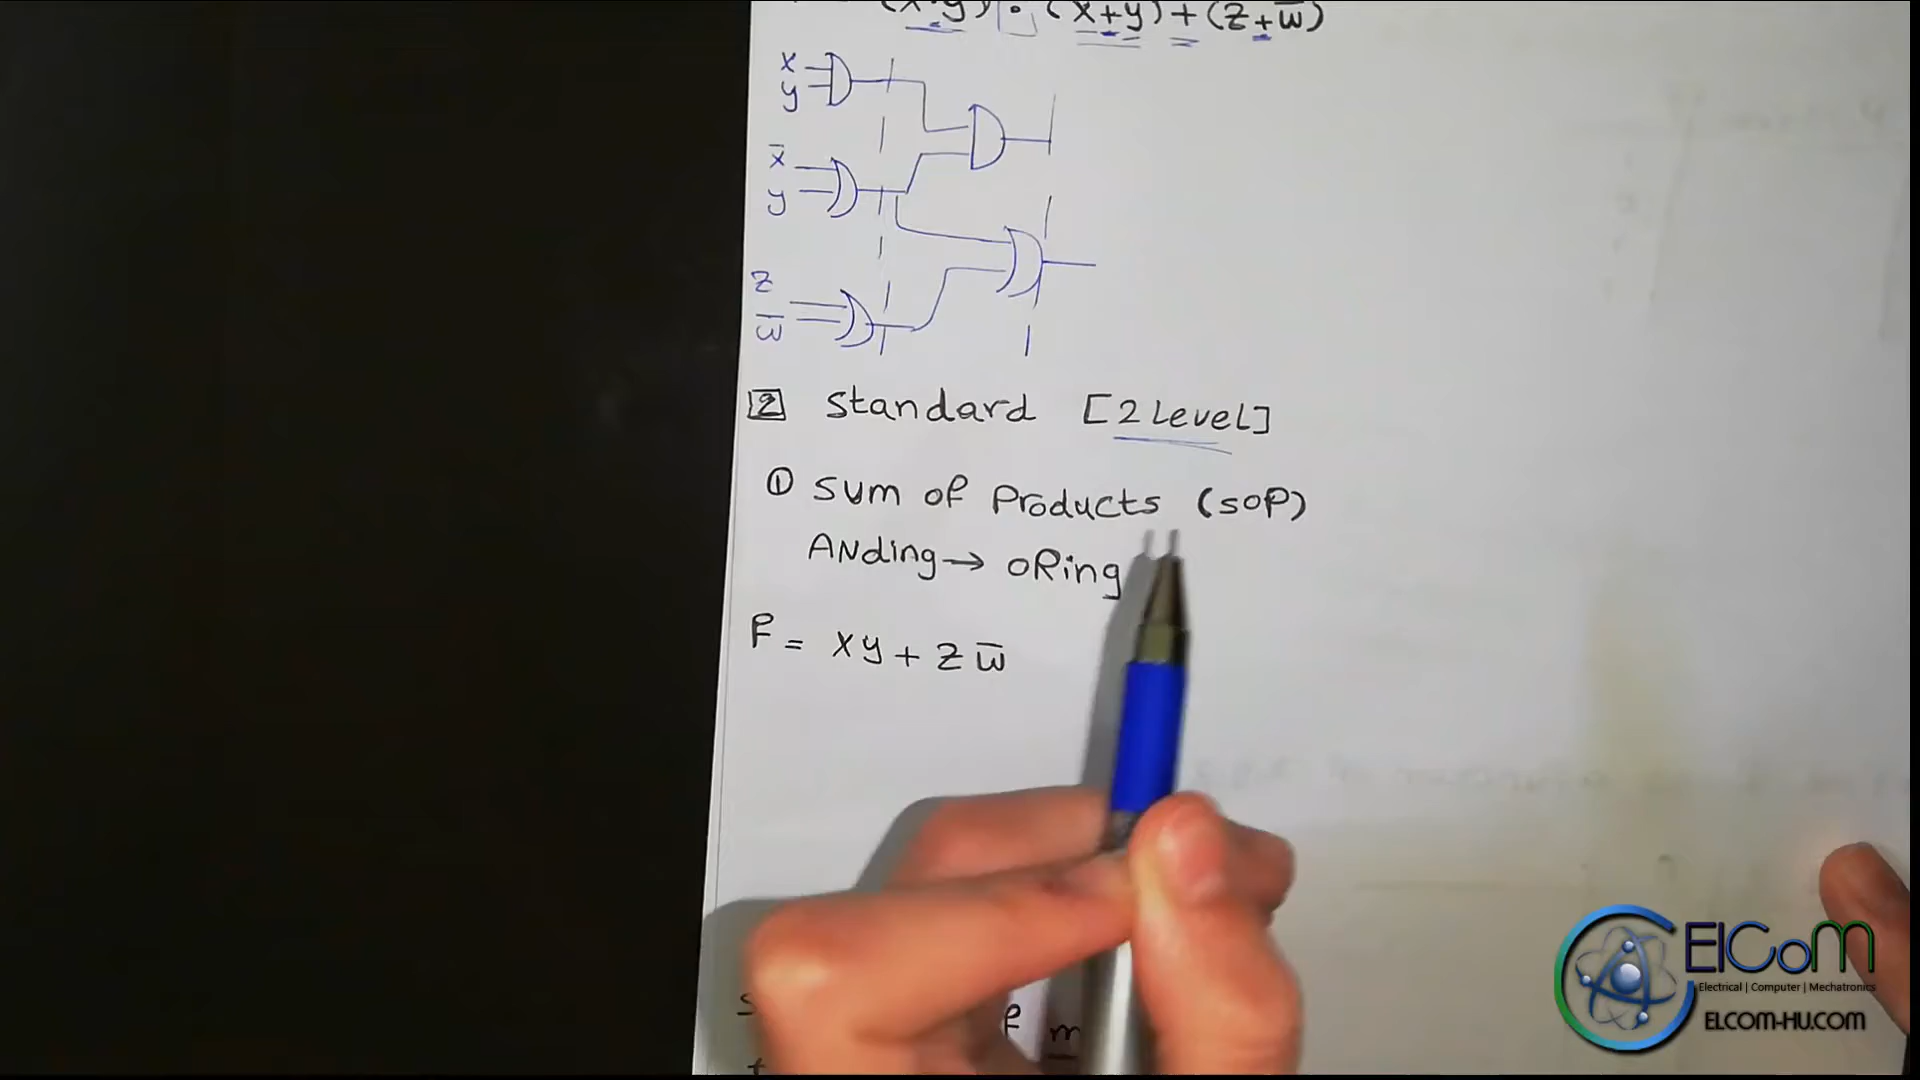 (x+y)+(z+w̅)
x
y
x̅
y
z
w̅
2 Standard [2 Level]
① Sum of Products (SOP)
ANding → ORing
F = xy + z w̅
ElCoM
Electrical | Computer | Mechatronics
ELCOM-HU.COM